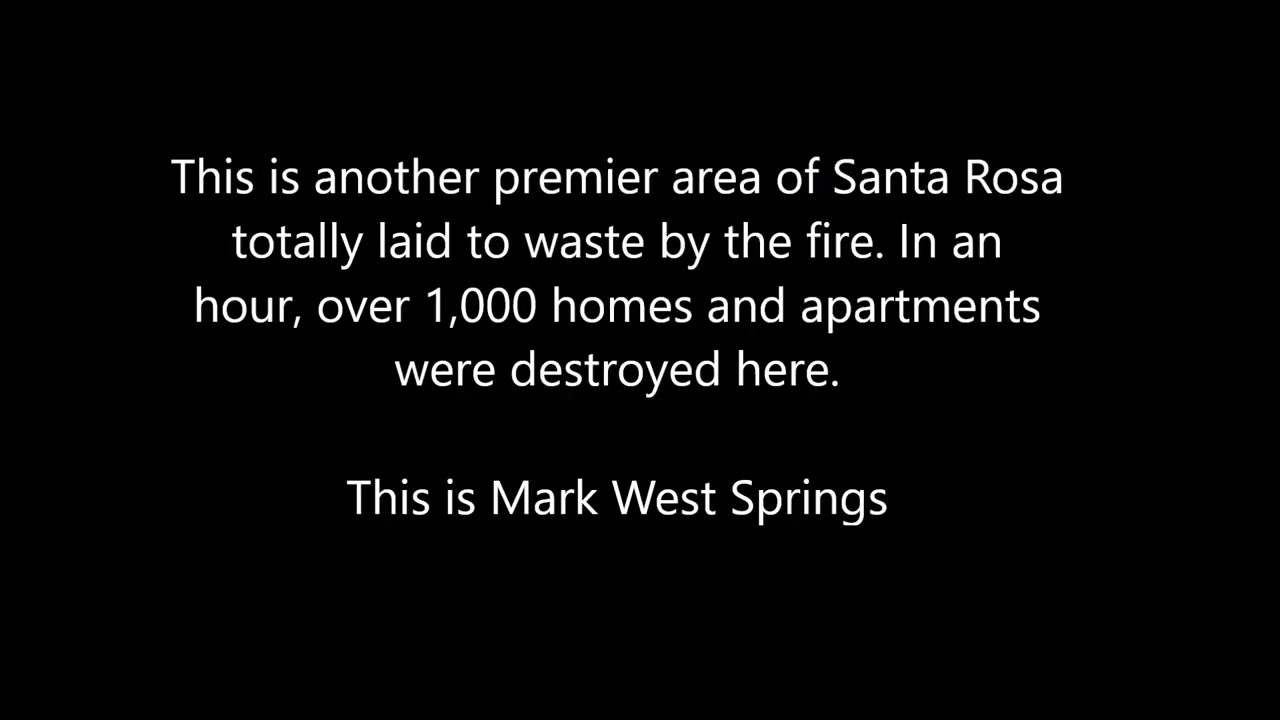 This is another premier area of Santa Rosa
totally laid to waste by the fire. In an
hour, over 1,000 homes and apartments
were destroyed here.
This is Mark West Springs